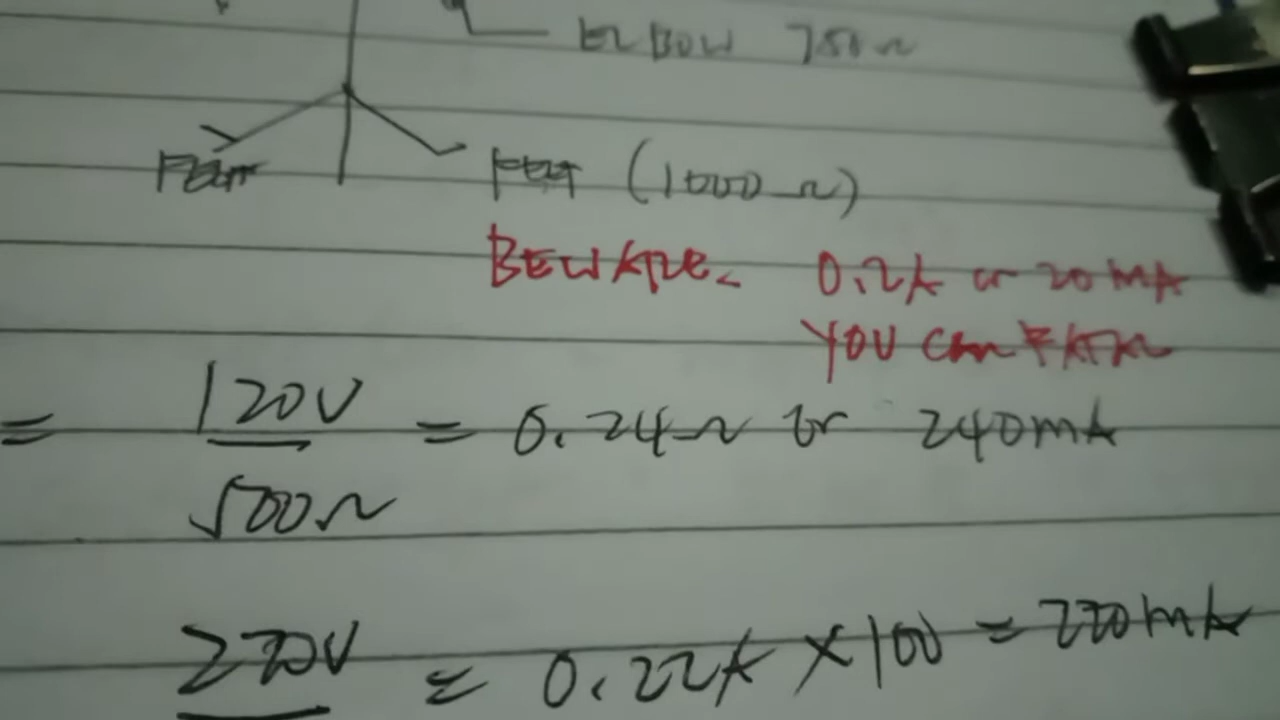 ELBOW 750Ω
FEET FEET (1000Ω)
BEWARE. 0.2A or 20mA
YOU can
= 120V = 0.24Ω or 240mA
500Ω
220V = 0.22A × 100 = 220mA